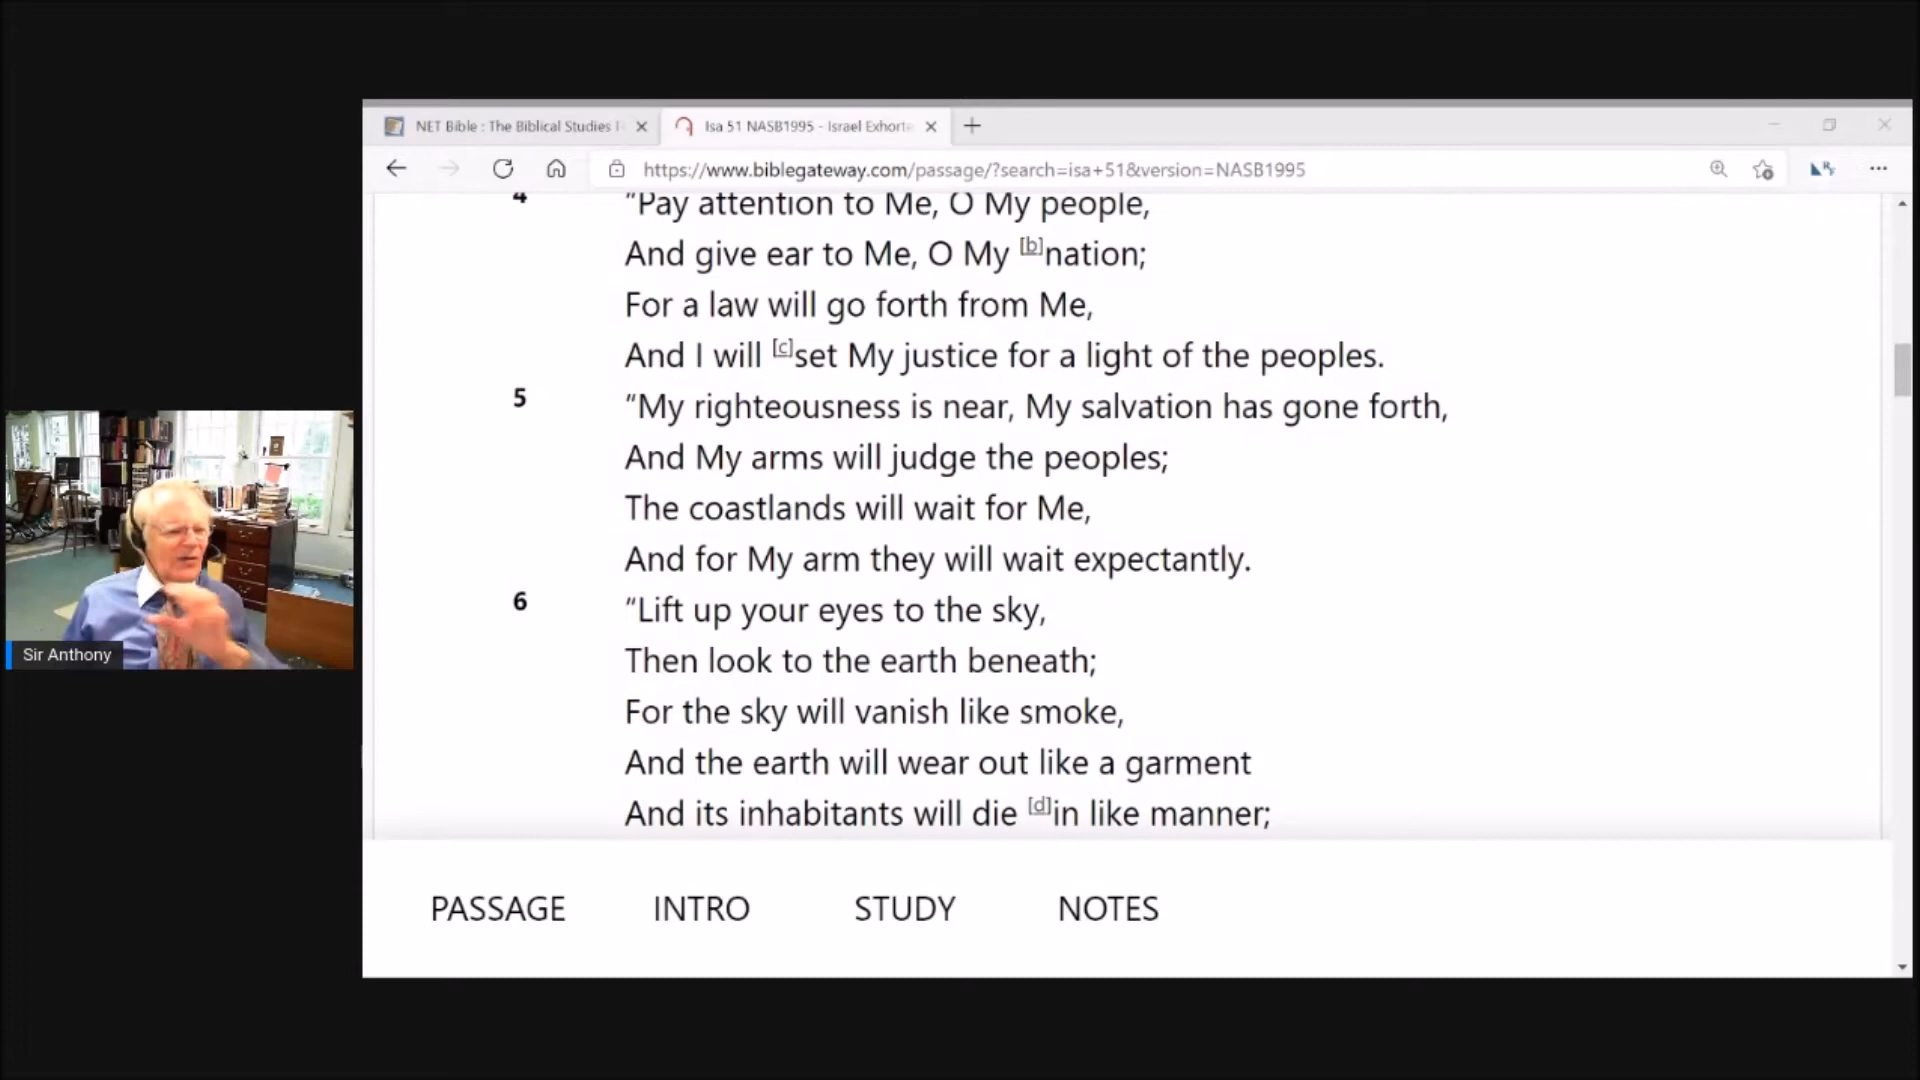 NET Bible : The Biblical Studies
Isa 51 NASB1995 - Israel Exhorte
https://www.biblegateway.com/passage/?search=isa+51&version=NASB1995
4 “Pay attention to Me, O My people,
And give ear to Me, O My [b]nation;
For a law will go forth from Me,
And I will [c]set My justice for a light of the peoples.
5 “My righteousness is near, My salvation has gone forth,
And My arms will judge the peoples;
The coastlands will wait for Me,
And for My arm they will wait expectantly.
6 “Lift up your eyes to the sky,
Then look to the earth beneath;
For the sky will vanish like smoke,
And the earth will wear out like a garment
And its inhabitants will die [d]in like manner;
PASSAGE INTRO STUDY NOTES
Sir Anthony